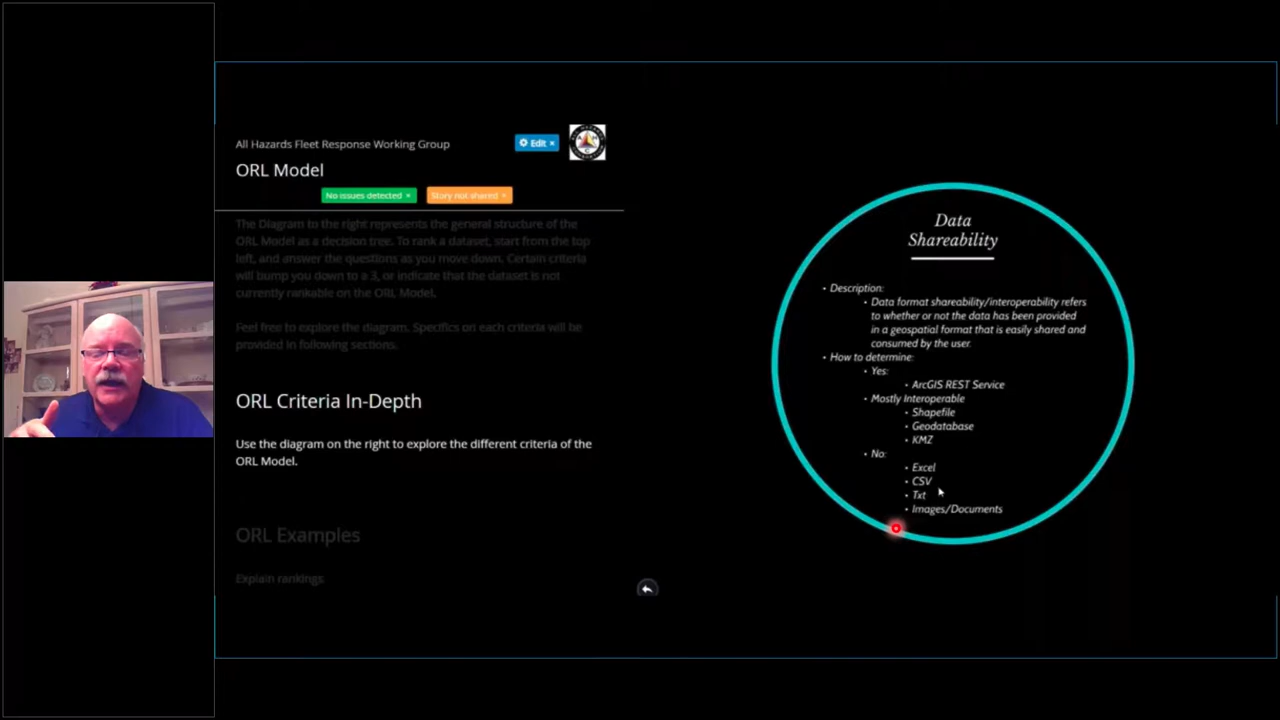 All Hazards Fleet Response Working Group
Edit ×
ORL Model
No issues detected ×
Story not shared ×
The Diagram to the right represents the general structure of the
ORL Model as a decision tree. To rank a dataset, start from the top
left, and answer the questions as you move down. Certain criteria
will bump you down to a 3, or indicate that the dataset is not
currently rankable on the ORL Model.
Feel free to explore the diagram. Specifics on each criteria will be
provided in following sections.
ORL Criteria In-Depth
Use the diagram on the right to explore the different criteria of the
ORL Model.
ORL Examples
Explain rankings
Data
Shareability
• Description:
• Data format shareability/interoperability refers
to whether or not the data has been provided
in a geospatial format that is easily shared and
consumed by the user.
• How to determine:
• Yes:
• ArcGIS REST Service
• Mostly Interoperable
• Shapefile
• Geodatabase
• KMZ
• No:
• Excel
• CSV
• Txt
• Images/Documents